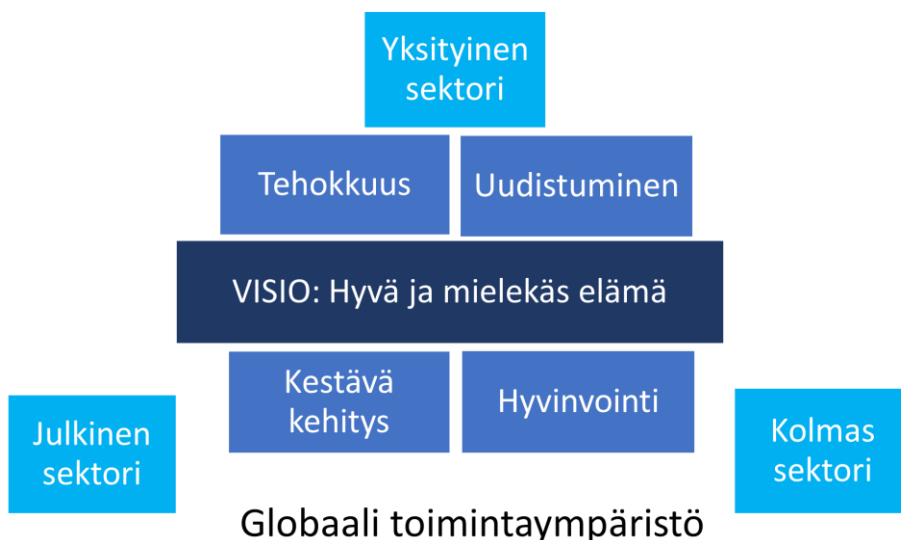 Yksityinen
sektori
Tehokkuus
Uudistuminen
VISIO: Hyvä ja mielekäs elämä
Kestävä
kehitys
Hyvinvointi
Julkinen
sektori
Kolmas
sektori
Globaali toimintaympäristö